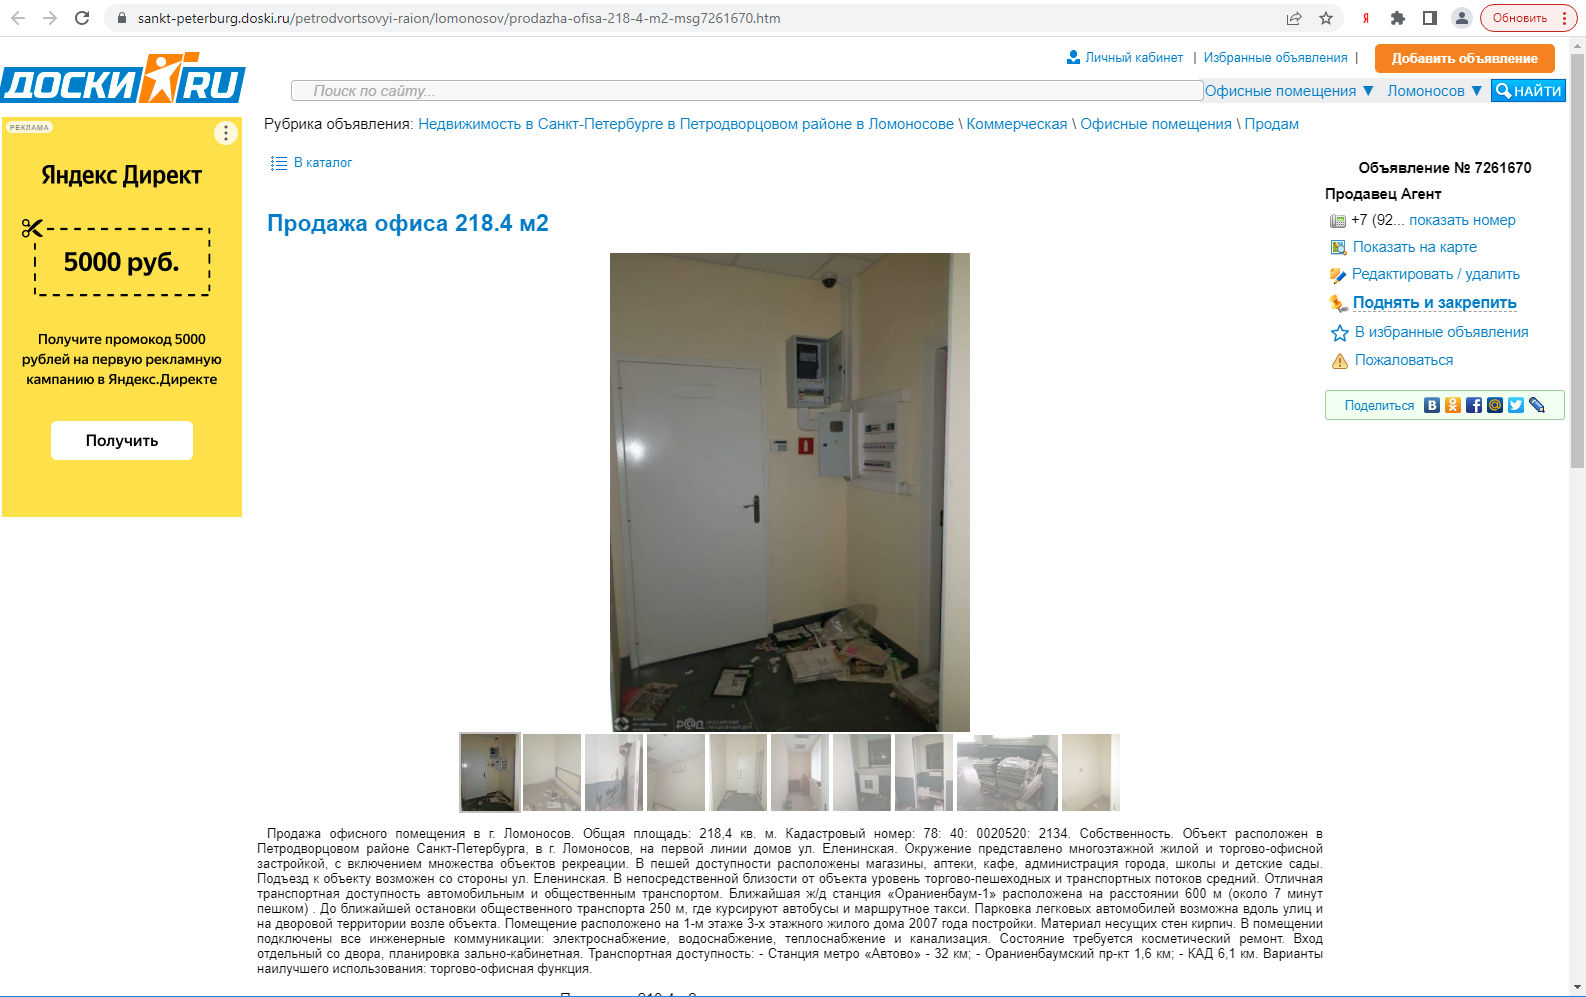 sankt-peterburg.doski.ru/petrodvortsovyi-raion/lomonosov/prodazha-ofisa-218-4-m2-msg7261670.htm
Я
Обновить
ДОСКИ RU
Личный кабинет | Избранные объявления |
Добавить объявление
Поиск по сайту...
Офисные помещения ▼ Ломоносов ▼ НАЙТИ
РЕКЛАМА
Яндекс Директ
5000 руб.
Получите промокод 5000
рублей на первую рекламную
кампанию в Яндекс.Директе
Получить
Рубрика объявления: Недвижимость в Санкт-Петербурге в Петродворцовом районе в Ломоносове \ Коммерческая \ Офисные помещения \ Продам
В каталог
Продажа офиса 218.4 м2
Объявление № 7261670
Продавец Агент
+7 (92... показать номер
Показать на карте
Редактировать / удалить
Поднять и закрепить
В избранные объявления
Пожаловаться
Поделиться
Продажа офисного помещения в г. Ломоносов. Общая площадь: 218,4 кв. м. Кадастровый номер: 78: 40: 0020520: 2134. Собственность. Объект расположен в
Петродворцовом районе Санкт-Петербурга, в г. Ломоносов, на первой линии домов ул. Еленинская. Окружение представлено многоэтажной жилой и торгово-офисной
застройкой, с включением множества объектов рекреации. В пешей доступности расположены магазины, аптеки, кафе, администрация города, школы и детские сады.
Подъезд к объекту возможен со стороны ул. Еленинская. В непосредственной близости от объекта уровень торгово-пешеходных и транспортных потоков средний. Отличная
транспортная доступность автомобильным и общественным транспортом. Ближайшая ж/д станция «Ораниенбаум-1» расположена на расстоянии 600 м (около 7 минут
пешком) . До ближайшей остановки общественного транспорта 250 м, где курсируют автобусы и маршрутное такси. Парковка легковых автомобилей возможна вдоль улиц и
на дворовой территории возле объекта. Помещение расположено на 1-м этаже 3-х этажного жилого дома 2007 года постройки. Материал несущих стен кирпич. В помещении
подключены все инженерные коммуникации: электроснабжение, водоснабжение, теплоснабжение и канализация. Состояние требуется косметический ремонт. Вход
отдельный со двора, планировка зально-кабинетная. Транспортная доступность: - Станция метро «Автово» - 32 км; - Ораниенбаумский пр-кт 1,6 км; - КАД 6,1 км. Варианты
наилучшего использования: торгово-офисная функция.